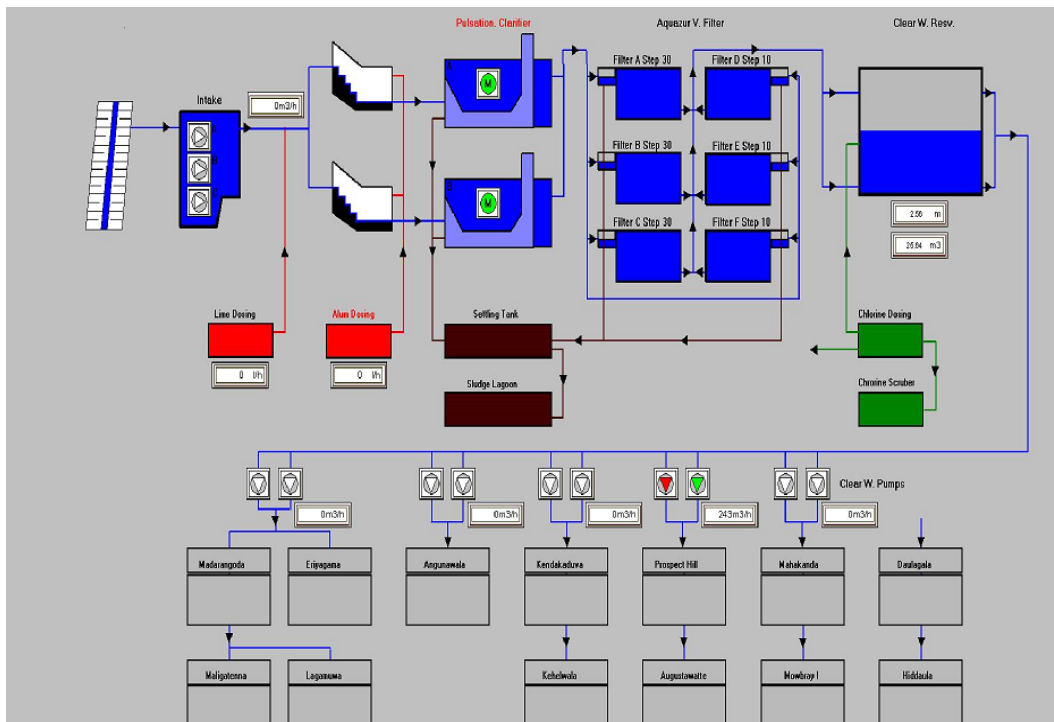 Pulsation. Clarifier
Aquazur V. Filter
Clear W. Resv.
Intake
0m3/h
A
B
C
A
M
B
M
Filter A Step 30
Filter D Step 10
Filter B Step 30
Filter E Step 10
Filter C Step 30
Filter F Step 10
2.56 m
25.64 m3
Lime Dosing
0 l/h
Alum Dosing
0 l/h
Settling Tank
Sludge Lagoon
Chlorine Dosing
Chrorine Scruber
Clear W. Pumps
0m3/h
0m3/h
0m3/h
243m3/h
0m3/h
Madarangoda
Eriyagama
Angunawala
Kendakaduwa
Prospect Hill
Mahakanda
Daulagala
Maligatenna
Lagamuwa
Kehelwala
Augustawatte
Mowbray I
Hiddaula